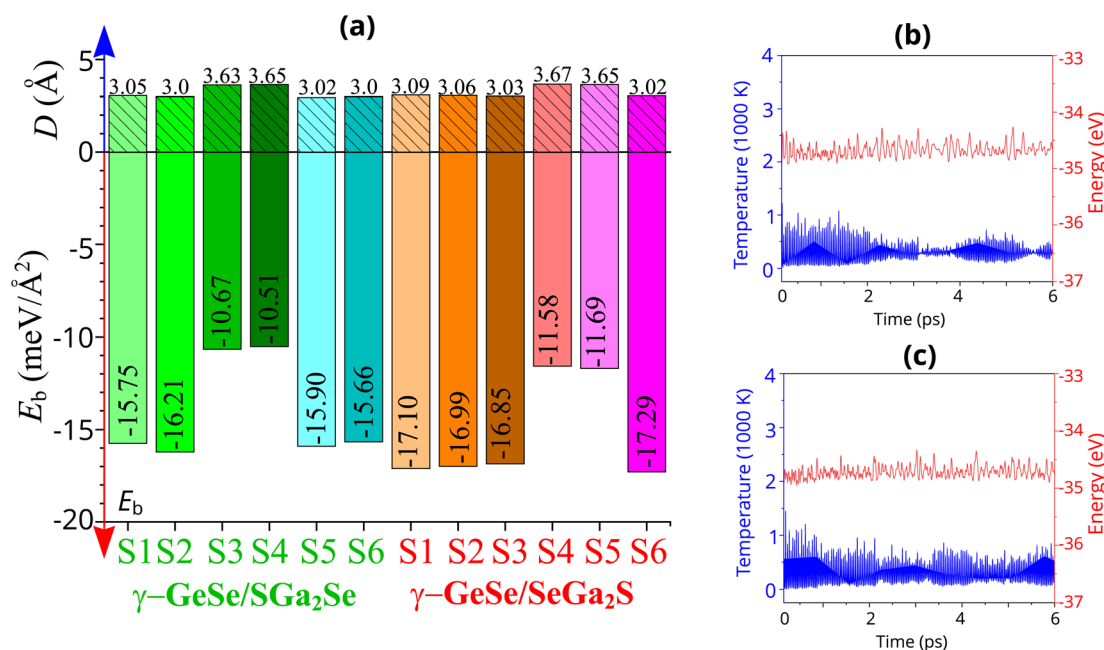 (a)
D (Å)
5
0
-5
-10
-15
-20
E_b (meV/Å²)
3.05 3.0 3.63 3.65 3.02 3.0 3.09 3.06 3.03 3.67 3.65 3.02
-15.75 -16.21 -10.67 -10.51 -15.90 -15.66 -17.10 -16.99 -16.85 -11.58 -11.69 -17.29
E_b
S1 S2 S3 S4 S5 S6 S1 S2 S3 S4 S5 S6
γ−GeSe/SGa₂Se γ−GeSe/SeGa₂S
(b)
Temperature (1000 K)
4
3
2
1
0
-33
-34
-35
-36
-37
Energy (eV)
0 2 4 6
Time (ps)
(c)
Temperature (1000 K)
4
3
2
1
0
-33
-34
-35
-36
-37
Energy (eV)
0 2 4 6
Time (ps)